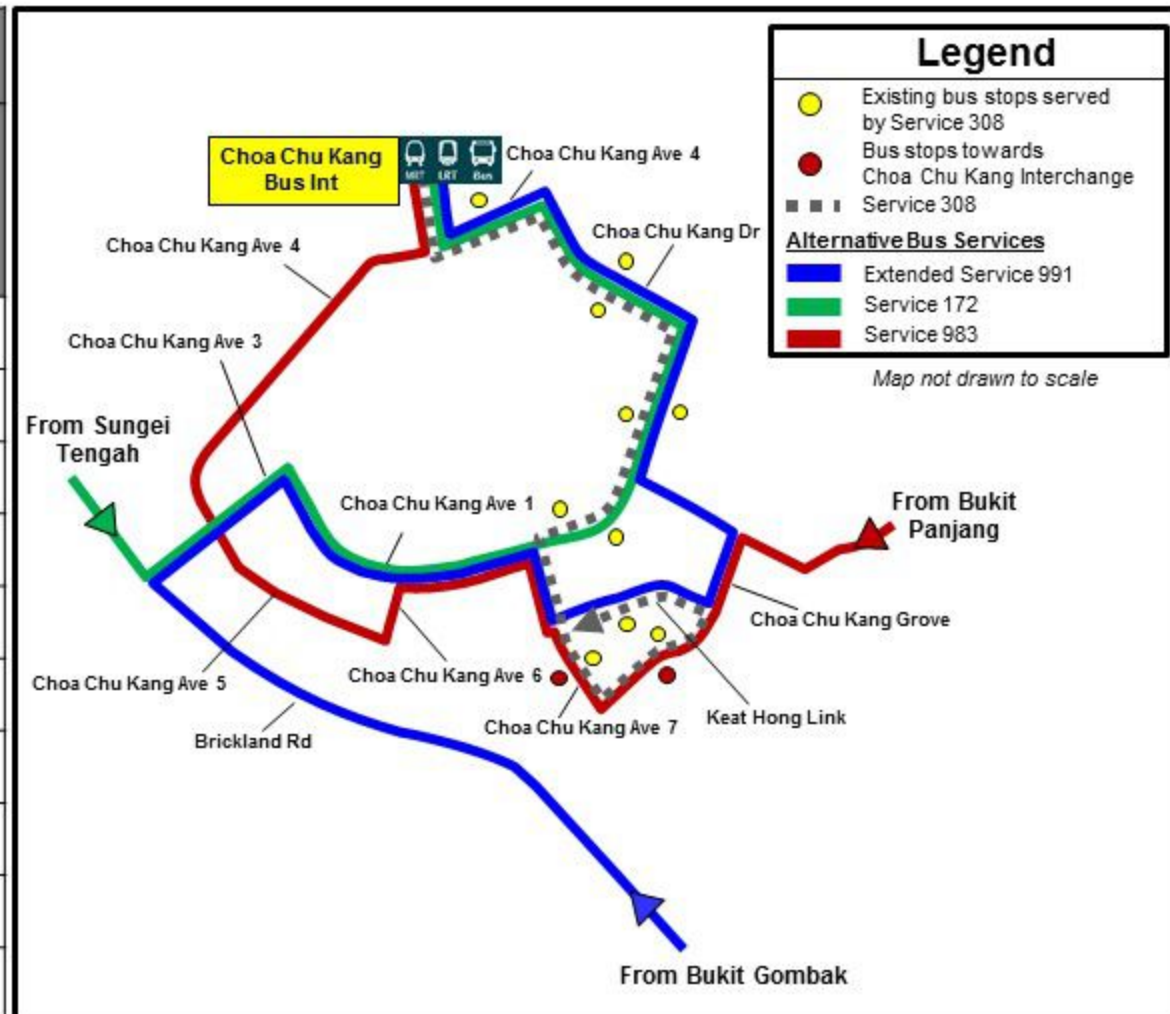 Legend
Existing bus stops served
by Service 308
Bus stops towards
Choa Chu Kang Interchange
Service 308
Alternative Bus Services
Extended Service 991
Service 172
Service 983
Map not drawn to scale
Choa Chu Kang
Bus Int
MRT
LRT
Bus
Choa Chu Kang Ave 4
Choa Chu Kang Dr
Choa Chu Kang Ave 4
Choa Chu Kang Ave 3
From Sungei
Tengah
Choa Chu Kang Ave 1
From Bukit
Panjang
Choa Chu Kang Grove
Choa Chu Kang Ave 5
Choa Chu Kang Ave 6
Keat Hong Link
Choa Chu Kang Ave 7
Brickland Rd
From Bukit Gombak